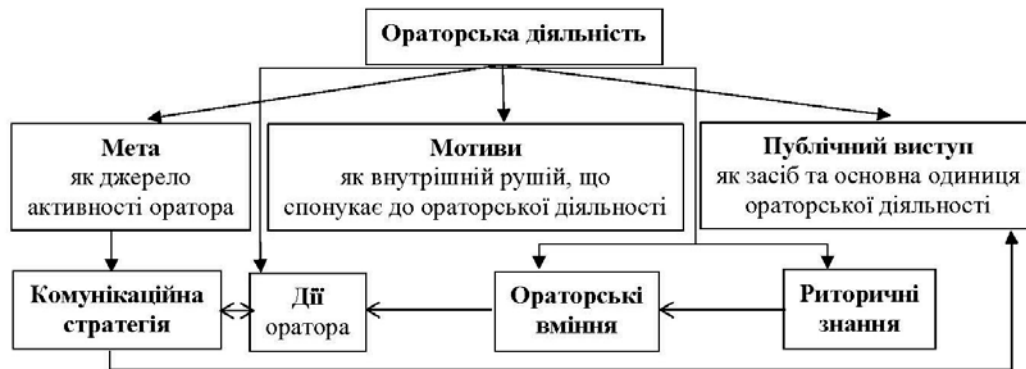 Ораторська діяльність
Мета
як джерело
активності оратора
Мотиви
як внутрішній рушій, що
спонукає до ораторської діяльності
Публічний виступ
як засіб та основна одиниця
ораторської діяльності
Комунікаційна
стратегія
Дії
оратора
Ораторські
вміння
Риторичні
знання